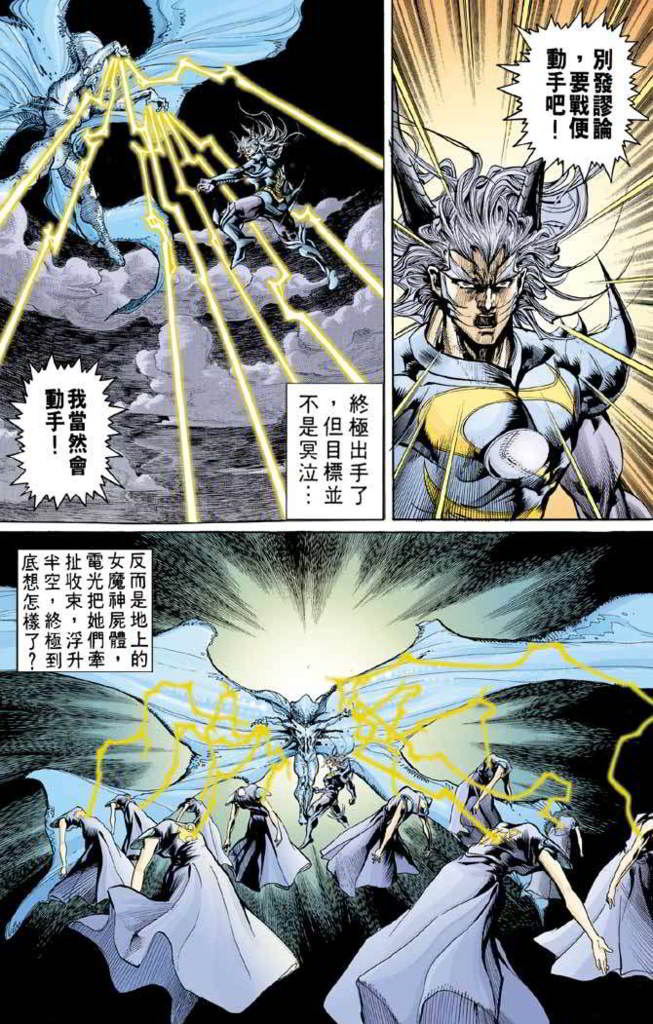 別發謬論
，要戰便
動手吧！
我當然會
動手！
終極出手了
，但目標並
不是冥泣…
反而是地上的
女魔神屍體，
電光把她們牽
扯收束，浮升
半空，終極到
底想怎樣了？